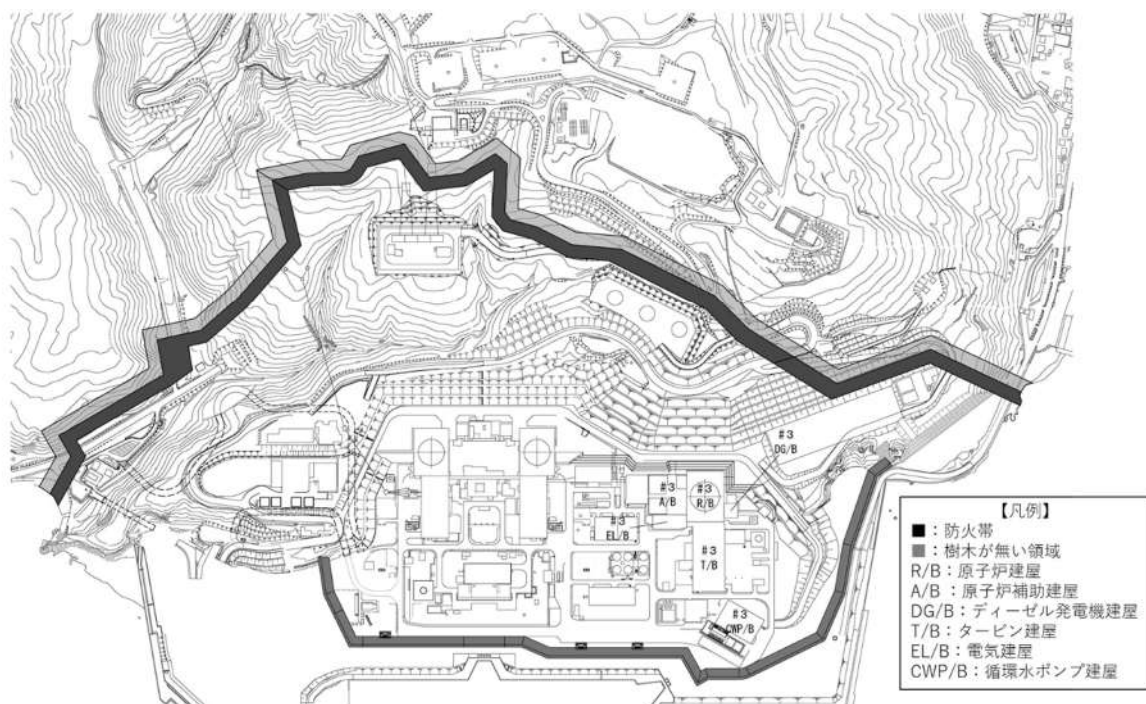 #3
DG/B
#3
A/B
#3
R/B
#3
EL/B
#3
T/B
#3
CWP/B
【凡例】
■：防火帯
■：樹木が無い領域
R/B：原子炉建屋
A/B：原子炉補助建屋
DG/B：ディーゼル発電機建屋
T/B：タービン建屋
EL/B：電気建屋
CWP/B：循環水ポンプ建屋